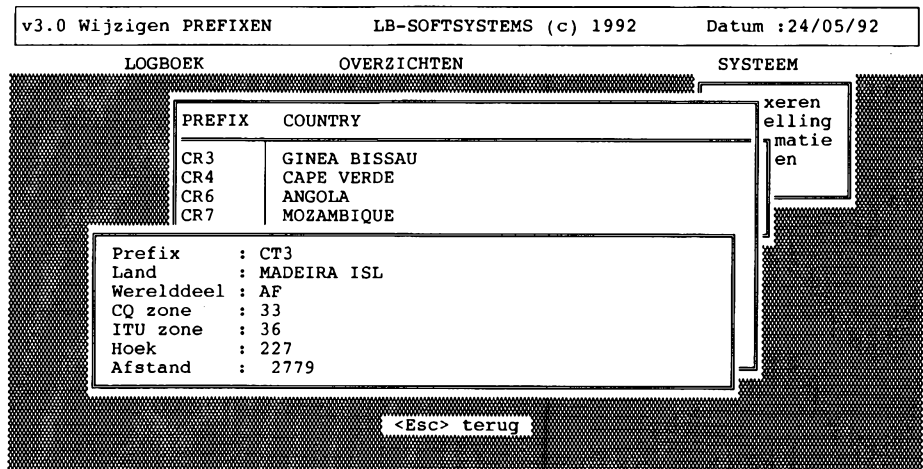 v3.0 Wijzigen PREFIXEN LB-SOFTSYSTEMS (c) 1992 Datum :24/05/92
LOGBOEK OVERZICHTEN SYSTEEM
xeren
elling
matie
en
PREFIX COUNTRY
CR3 GINEA BISSAU
CR4 CAPE VERDE
CR6 ANGOLA
CR7 MOZAMBIQUE
Prefix : CT3
Land : MADEIRA ISL
Werelddeel : AF
CQ zone : 33
ITU zone : 36
Hoek : 227
Afstand : 2779
<Esc> terug